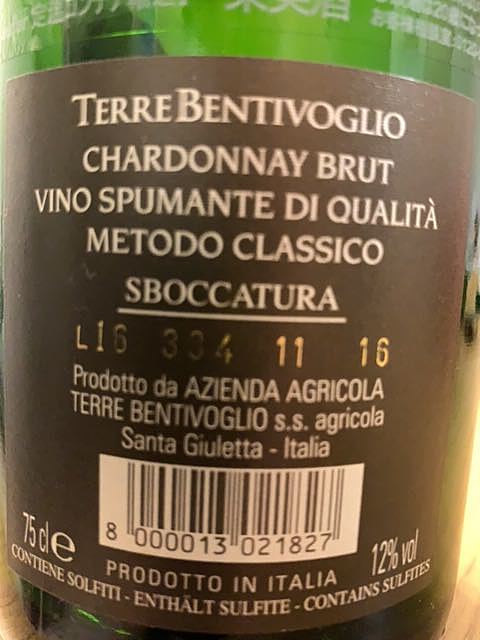 TERRE BENTIVOGLIO
CHARDONNAY BRUT
VINO SPUMANTE DI QUALITÀ
METODO CLASSICO
SBOCCATURA
L16 334 11 16
Prodotto da AZIENDA AGRICOLA
TERRE BENTIVOGLIO s.s. agricola
Santa Giuletta - Italia
8 000013 021827
75 cl e
12% vol
PRODOTTO IN ITALIA
CONTIENE SOLFITI - ENTHÄLT SULFITE - CONTAINS SULFITES